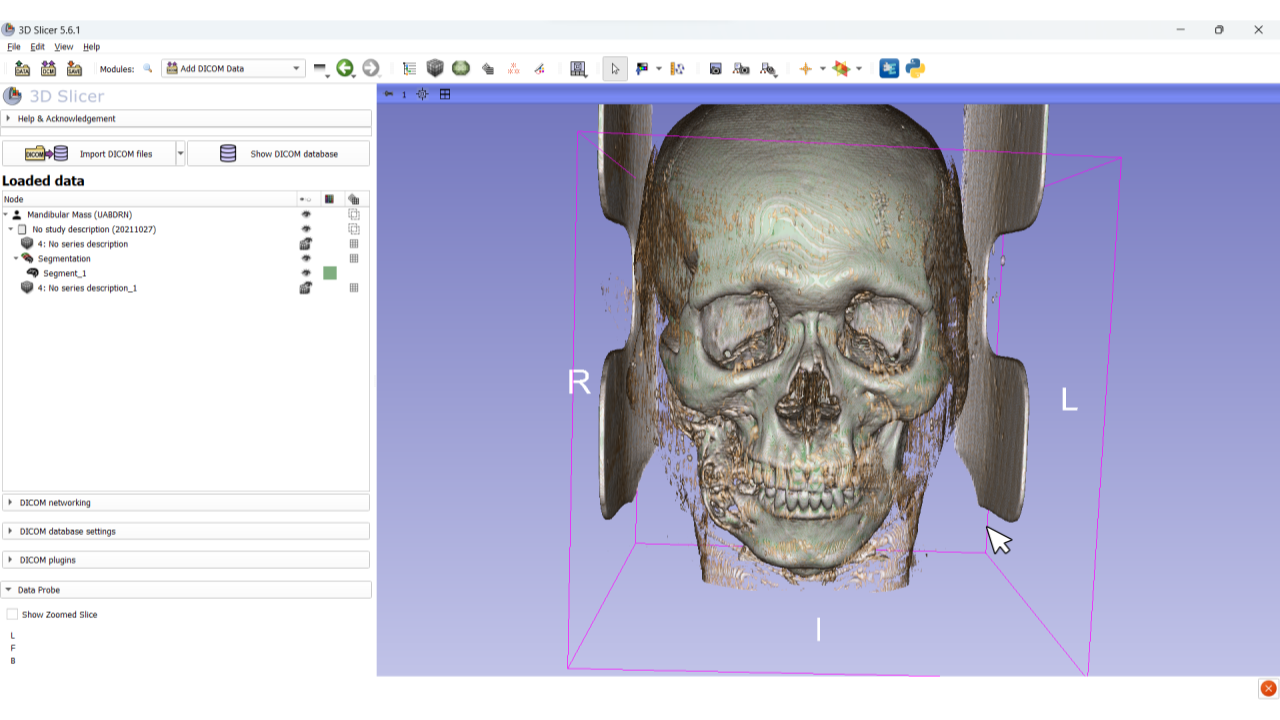 3D Slicer 5.6.1
File Edit View Help
DATA DCM SAVE Modules: Add DICOM Data
3D Slicer
1
Help & Acknowledgement
DICOM Import DICOM files Show DICOM database
Loaded data
Node
Mandibular Mass (UABDRN)
No study description (20211027)
4: No series description
Segmentation
Segment_1
4: No series description_1
R
L
I
DICOM networking
DICOM database settings
DICOM plugins
Data Probe
Show Zoomed Slice
L
F
B